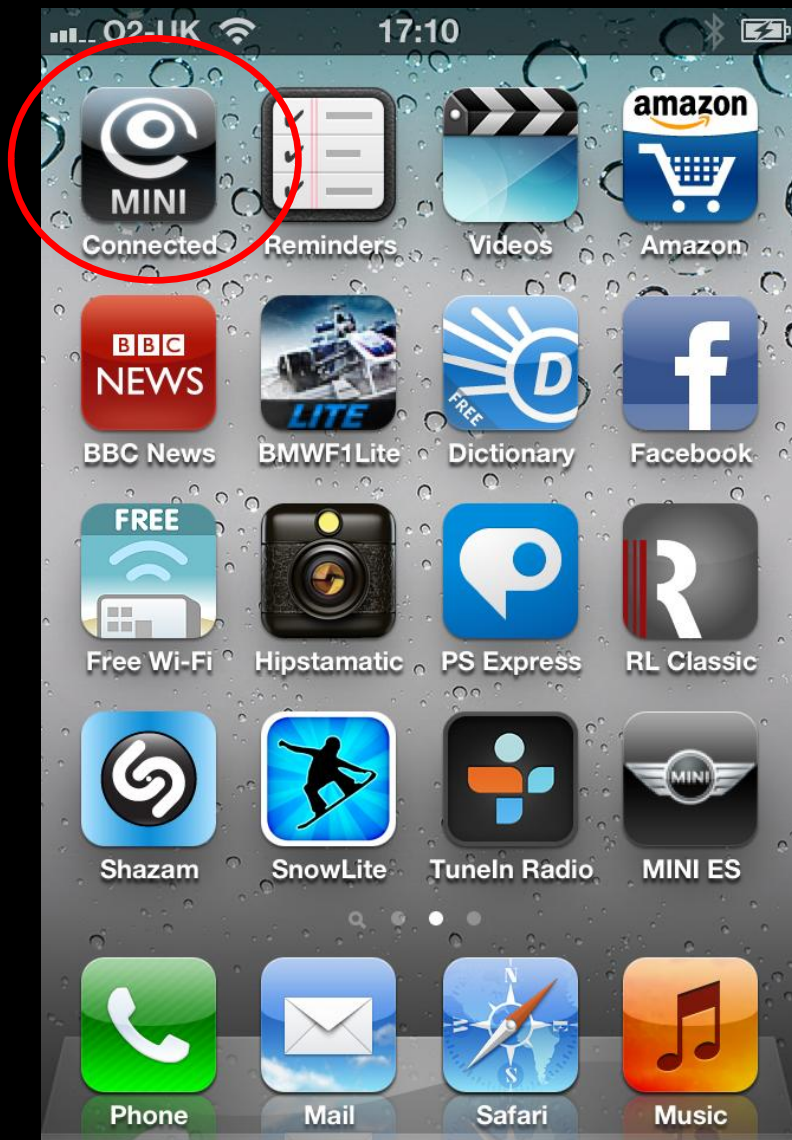 O2-UK 17:10
amazon
MINI
Connected Reminders Videos Amazon
BBC
NEWS
LITE
D
FREE
f
BBC News BMWF1Lite Dictionary Facebook
FREE
P
R
Free Wi-Fi Hipstamatic PS Express RL Classic
MINI
Shazam SnowLite TuneIn Radio MINI ES
N
S
Phone Mail Safari Music